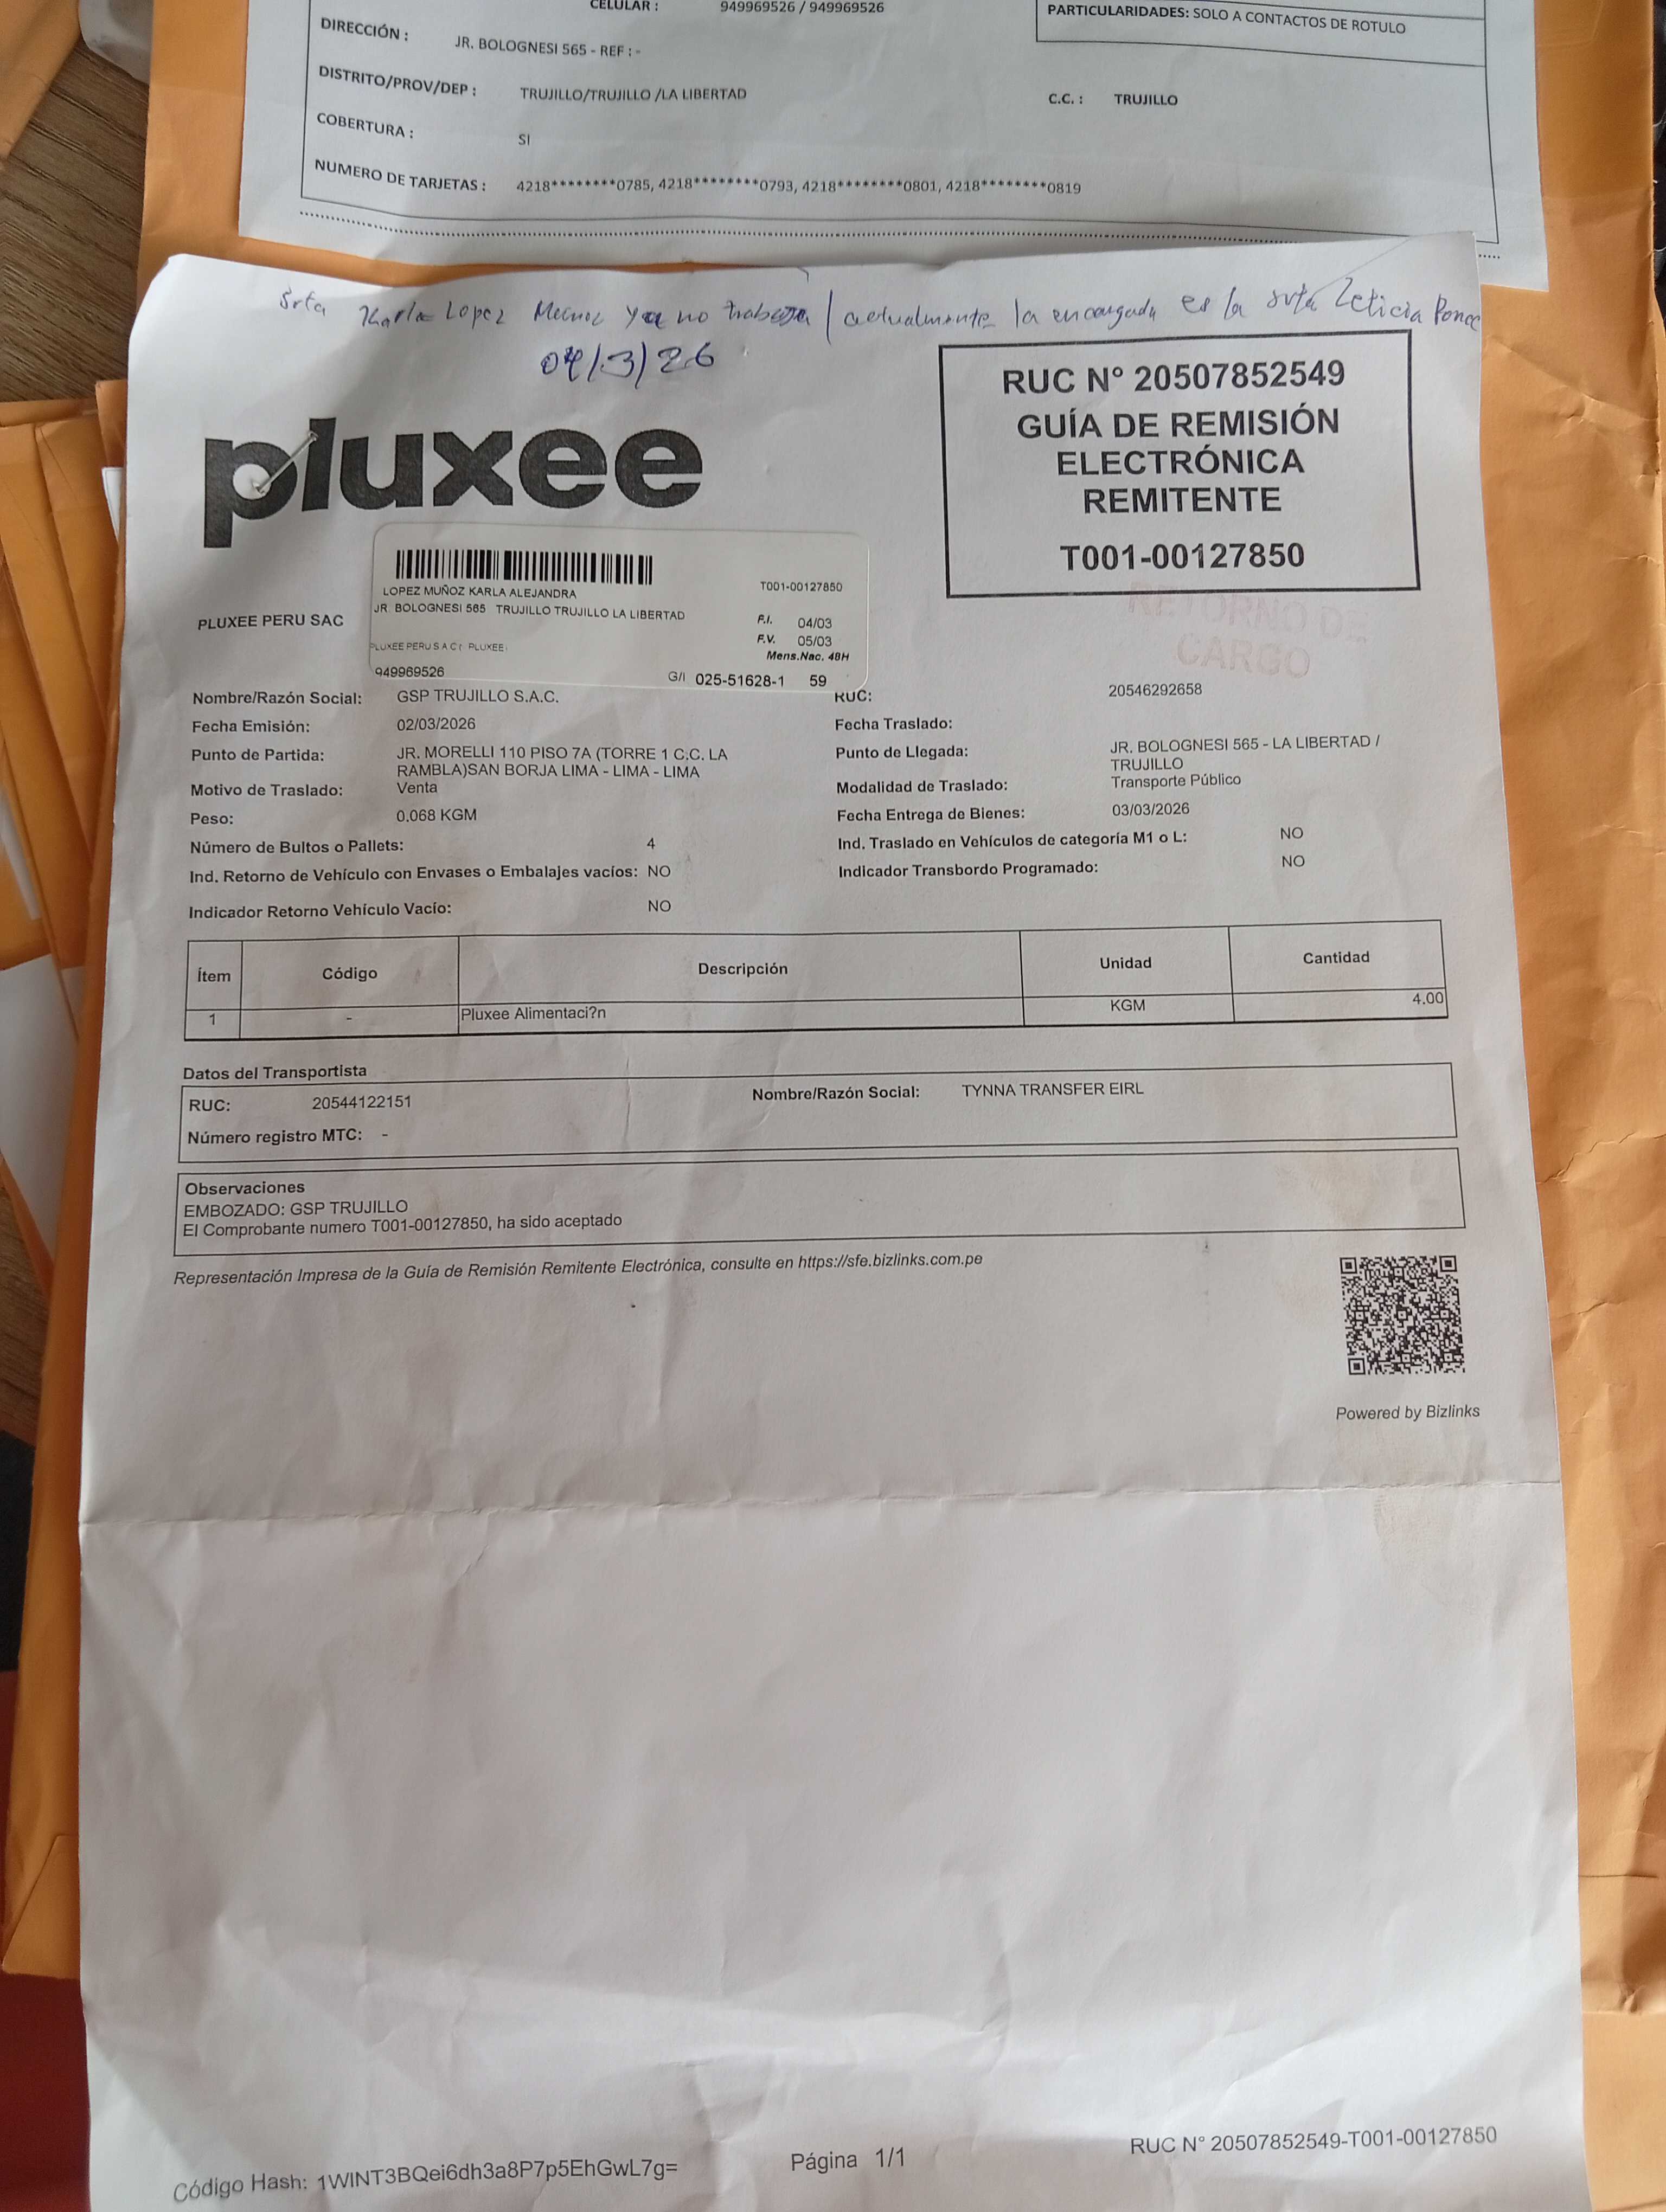 CELULAR : 949969526 / 949969526
PARTICULARIDADES: SOLO A CONTACTOS DE ROTULO
DIRECCIÓN : JR. BOLOGNESI 565 - REF : -
DISTRITO/PROV/DEP : TRUJILLO/TRUJILLO /LA LIBERTAD
C.C. : TRUJILLO
COBERTURA : SI
NUMERO DE TARJETAS : 4218********0785, 4218********0793, 4218********0801, 4218********0819
Srta Karla Lopez ya no trabaja / actualmente la encargada es la srta Leticia Ponce
04/3/26
pluxee
RUC N° 20507852549
GUÍA DE REMISIÓN
ELECTRÓNICA
REMITENTE
T001-00127850
RETORNO DE
CARGO
LOPEZ MUÑOZ KARLA ALEJANDRA T001-00127850
JR BOLOGNESI 565 TRUJILLO TRUJILLO LA LIBERTAD
F.I. 04/03
F.V. 05/03
PLUXEE PERU S A C PLUXEE
Mens.Nac. 48H
949969526 G/I 025-51628-1 59
PLUXEE PERU SAC
Nombre/Razón Social: GSP TRUJILLO S.A.C. RUC: 20546292658
Fecha Emisión: 02/03/2026 Fecha Traslado:
Punto de Partida: JR. MORELLI 110 PISO 7A (TORRE 1 C.C. LA
RAMBLA)SAN BORJA LIMA - LIMA - LIMA
Punto de Llegada: JR. BOLOGNESI 565 - LA LIBERTAD /
TRUJILLO
Motivo de Traslado: Venta Modalidad de Traslado: Transporte Público
Peso: 0.068 KGM Fecha Entrega de Bienes: 03/03/2026
Número de Bultos o Pallets: 4 Ind. Traslado en Vehículos de categoría M1 o L: NO
Ind. Retorno de Vehículo con Envases o Embalajes vacíos: NO Indicador Transbordo Programado: NO
Indicador Retorno Vehículo Vacío: NO
Ítem Código Descripción Unidad Cantidad
1 - Pluxee Alimentaci?n KGM 4.00
Datos del Transportista
RUC: 20544122151 Nombre/Razón Social: TYNNA TRANSFER EIRL
Número registro MTC: -
Observaciones
EMBOZADO: GSP TRUJILLO
El Comprobante numero T001-00127850, ha sido aceptado
Representación Impresa de la Guía de Remisión Remitente Electrónica, consulte en https://sfe.bizlinks.com.pe
Powered by Bizlinks
Código Hash: 1WINT3BQei6dh3a8P7p5EhGwL7g= Página 1/1 RUC N° 20507852549-T001-00127850